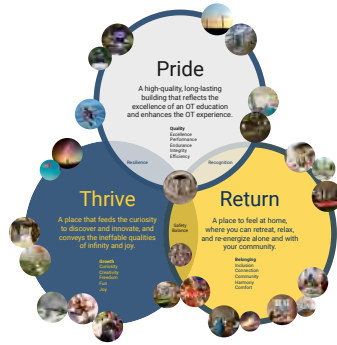 Pride
A high-quality, long-lasting
building that reflects the
excellence of an OT education
and enhances the OT experience.
Quality
Excellence
Performance
Endurance
Integrity
Efficiency
Resilience
Recognition
Thrive
A place that feeds the curiosity
to discover and innovate, and
conveys the ineffable qualities
of infinity and joy.
Growth
Curiosity
Creativity
Freedom
Fun
Joy
Safety
Balance
Return
A place to feel at home,
where you can retreat, relax,
and re-energize alone and with
your community.
Belonging
Inclusion
Connection
Community
Harmony
Comfort